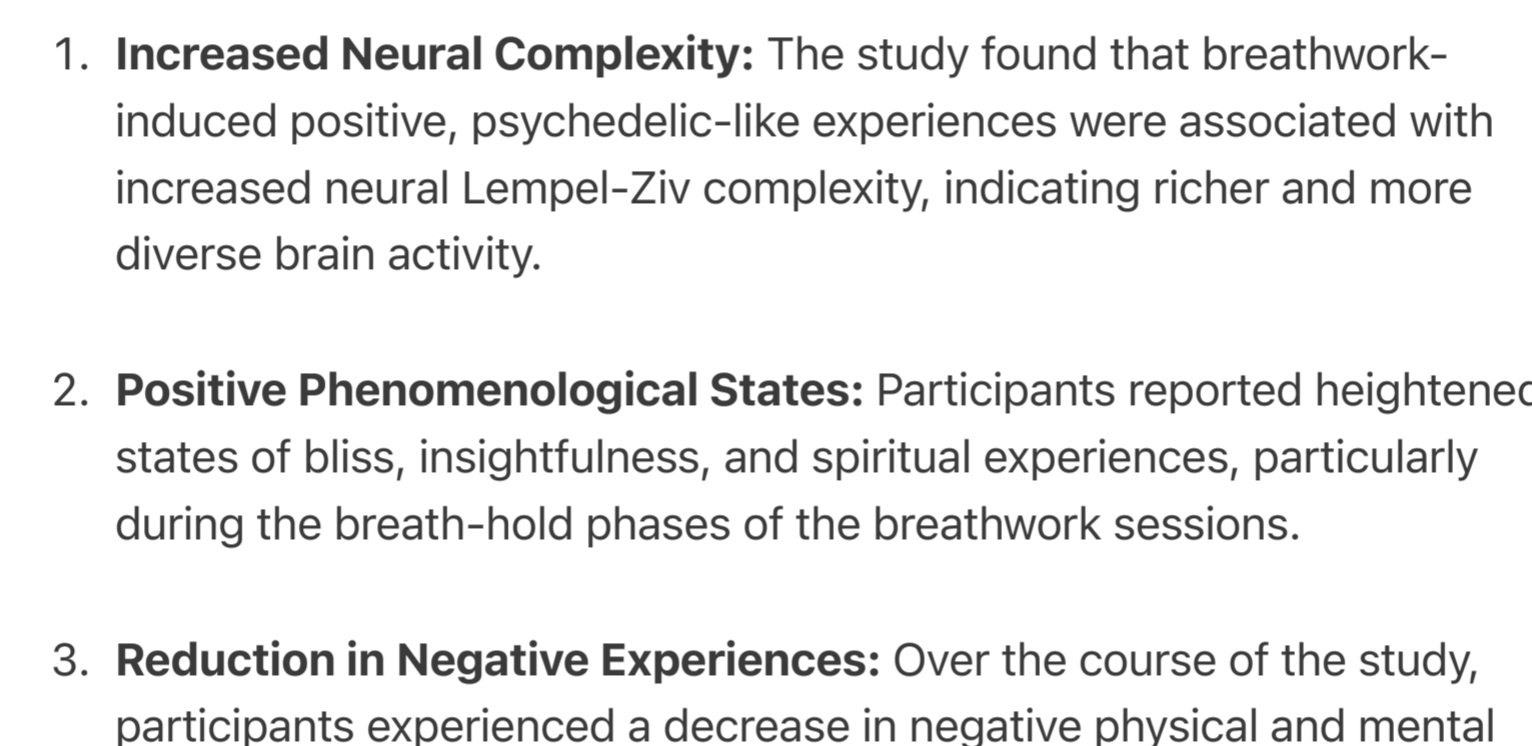 1. Increased Neural Complexity: The study found that breathwork-
induced positive, psychedelic-like experiences were associated with
increased neural Lempel-Ziv complexity, indicating richer and more
diverse brain activity.
2. Positive Phenomenological States: Participants reported heightened
states of bliss, insightfulness, and spiritual experiences, particularly
during the breath-hold phases of the breathwork sessions.
3. Reduction in Negative Experiences: Over the course of the study,
participants experienced a decrease in negative physical and mental